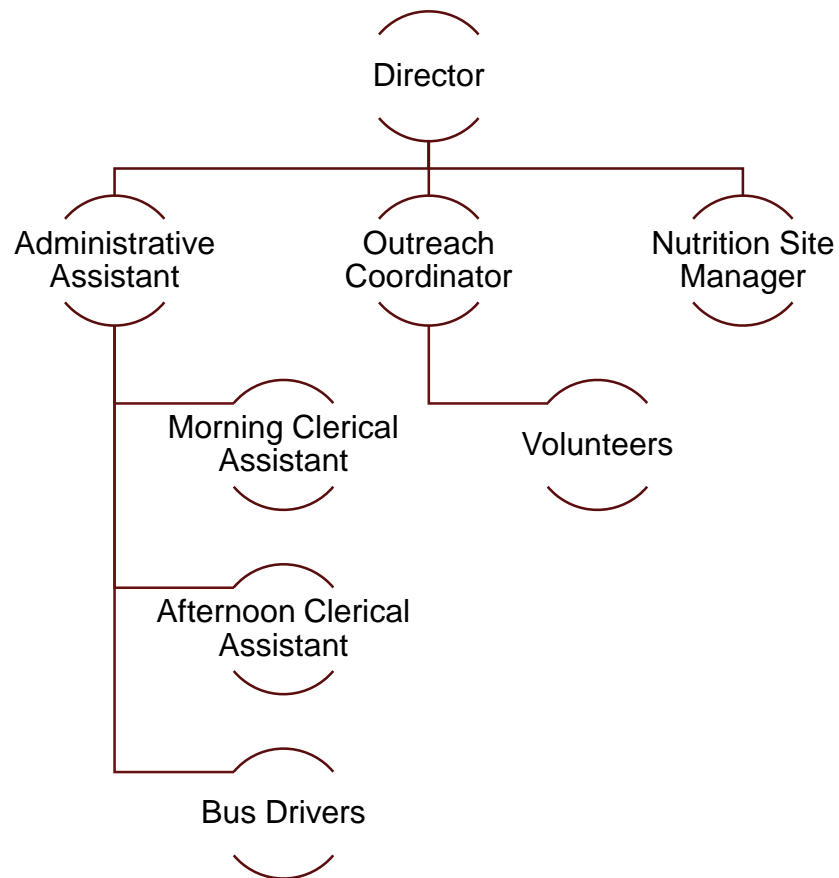 Director
Administrative
Assistant
Outreach
Coordinator
Nutrition Site
Manager
Morning Clerical
Assistant
Volunteers
Afternoon Clerical
Assistant
Bus Drivers